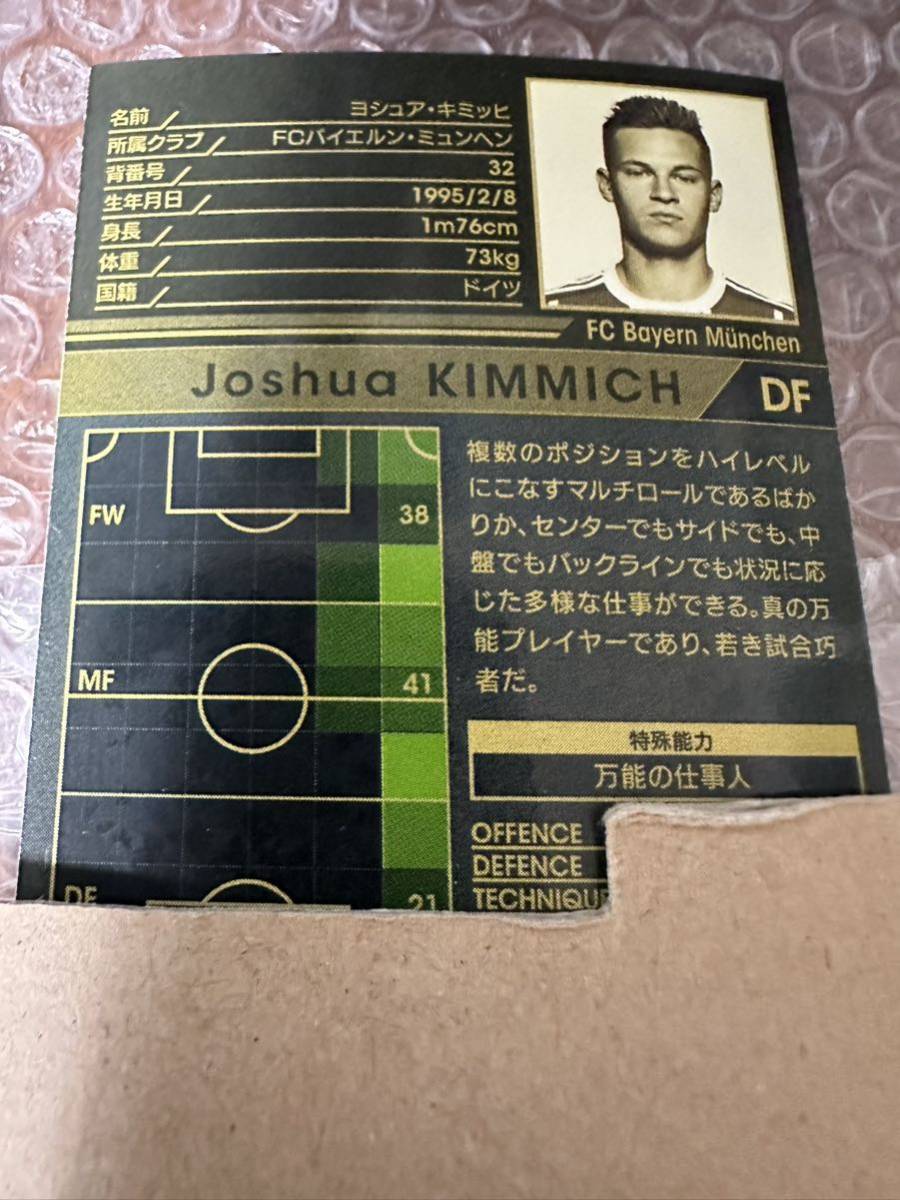 名前 ヨシュア・キミッヒ
所属クラブ FCバイエルン・ミュンヘン
背番号 32
生年月日 1995/2/8
身長 1m76cm
体重 73kg
国籍 ドイツ
FC Bayern München
Joshua KIMMICH DF
FW 38
MF 41
DF 21
複数のポジションをハイレベル
にこなすマルチロールであるばか
りか、センターでもサイドでも、中
盤でもバックラインでも状況に応
じた多様な仕事ができる。真の万
能プレイヤーであり、若き試合巧
者だ。
特殊能力
万能の仕事人
OFFENCE
DEFENCE
TECHNIQUE